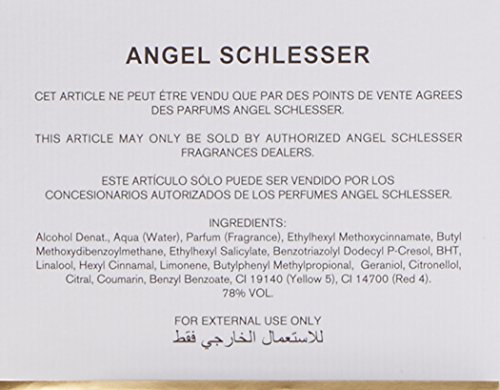 ANGEL SCHLESSER
CET ARTICLE NE PEUT ÉTRE VENDU QUE PAR DES POINTS DE VENTE AGREES
DES PARFUMS ANGEL SCHLESSER.
THIS ARTICLE MAY ONLY BE SOLD BY AUTHORIZED ANGEL SCHLESSER
FRAGRANCES DEALERS.
ESTE ARTÍCULO SÓLO PUEDE SER VENDIDO POR LOS
CONCESIONARIOS AUTORIZADOS DE LOS PERFUMES ANGEL SCHLESSER.
INGREDIENTS:
Alcohol Denat., Aqua (Water), Parfum (Fragrance), Ethylhexyl Methoxycinnamate, Butyl
Methoxydibenzoylmethane, Ethylhexyl Salicylate, Benzotriazolyl Dodecyl P-Cresol, BHT,
Linalool, Hexyl Cinnamal, Limonene, Butylphenyl Methylpropional, Geraniol, Citronellol,
Citral, Coumarin, Benzyl Benzoate, CI 19140 (Yellow 5), CI 14700 (Red 4).
78% VOL.
FOR EXTERNAL USE ONLY
للاستعمال الخارجي فقط